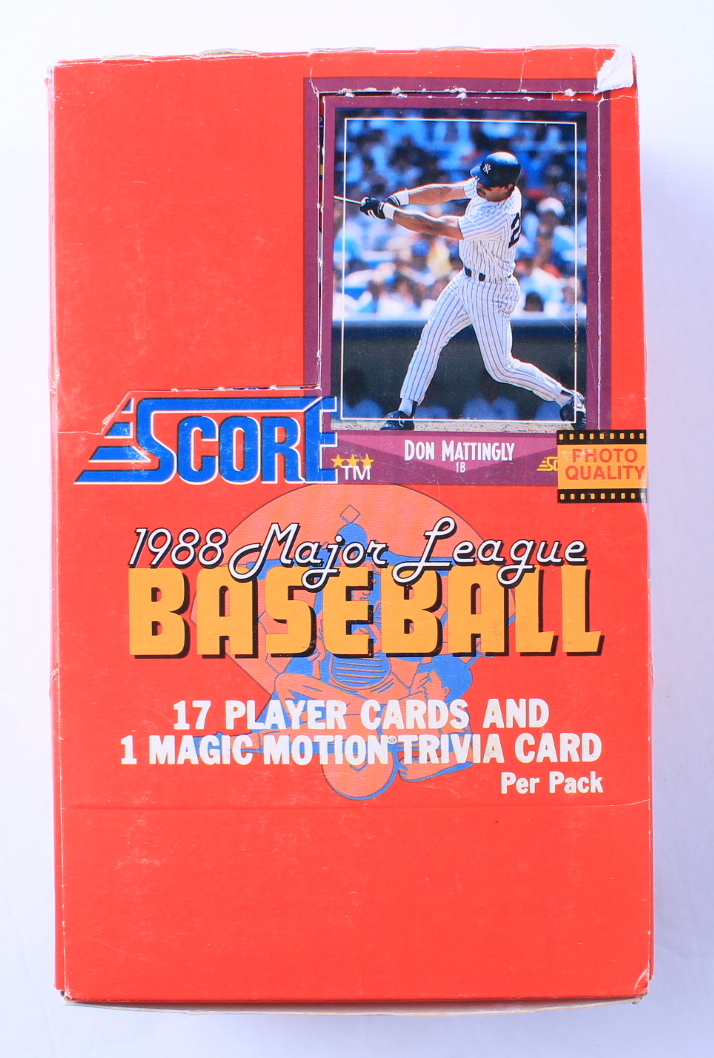 DON MATTINGLY
1B
SCORE ™
PHOTO
QUALITY
1988 Major League
BASEBALL
17 PLAYER CARDS AND
1 MAGIC MOTION® TRIVIA CARD
Per Pack